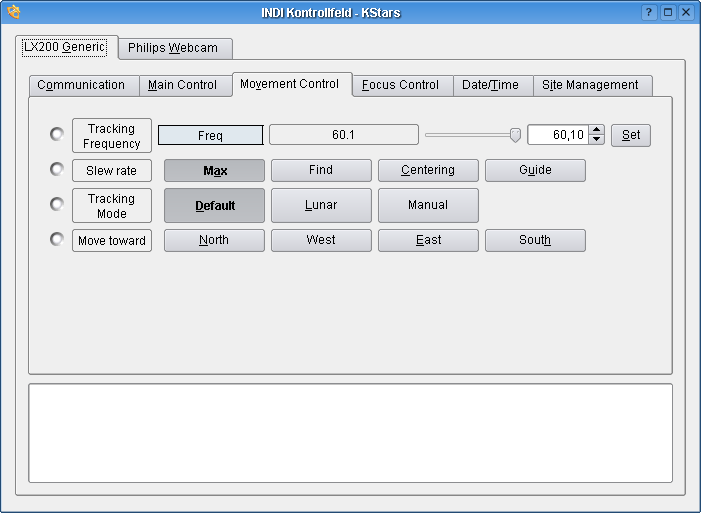 INDI Kontrollfeld - KStars
LX200 Generic Philips Webcam
Communication Main Control Movement Control Focus Control Date/Time Site Management
Tracking
Frequency Freq 60.1 60,10 Set
Slew rate Max Find Centering Guide
Tracking
Mode Default Lunar Manual
Move toward North West East South